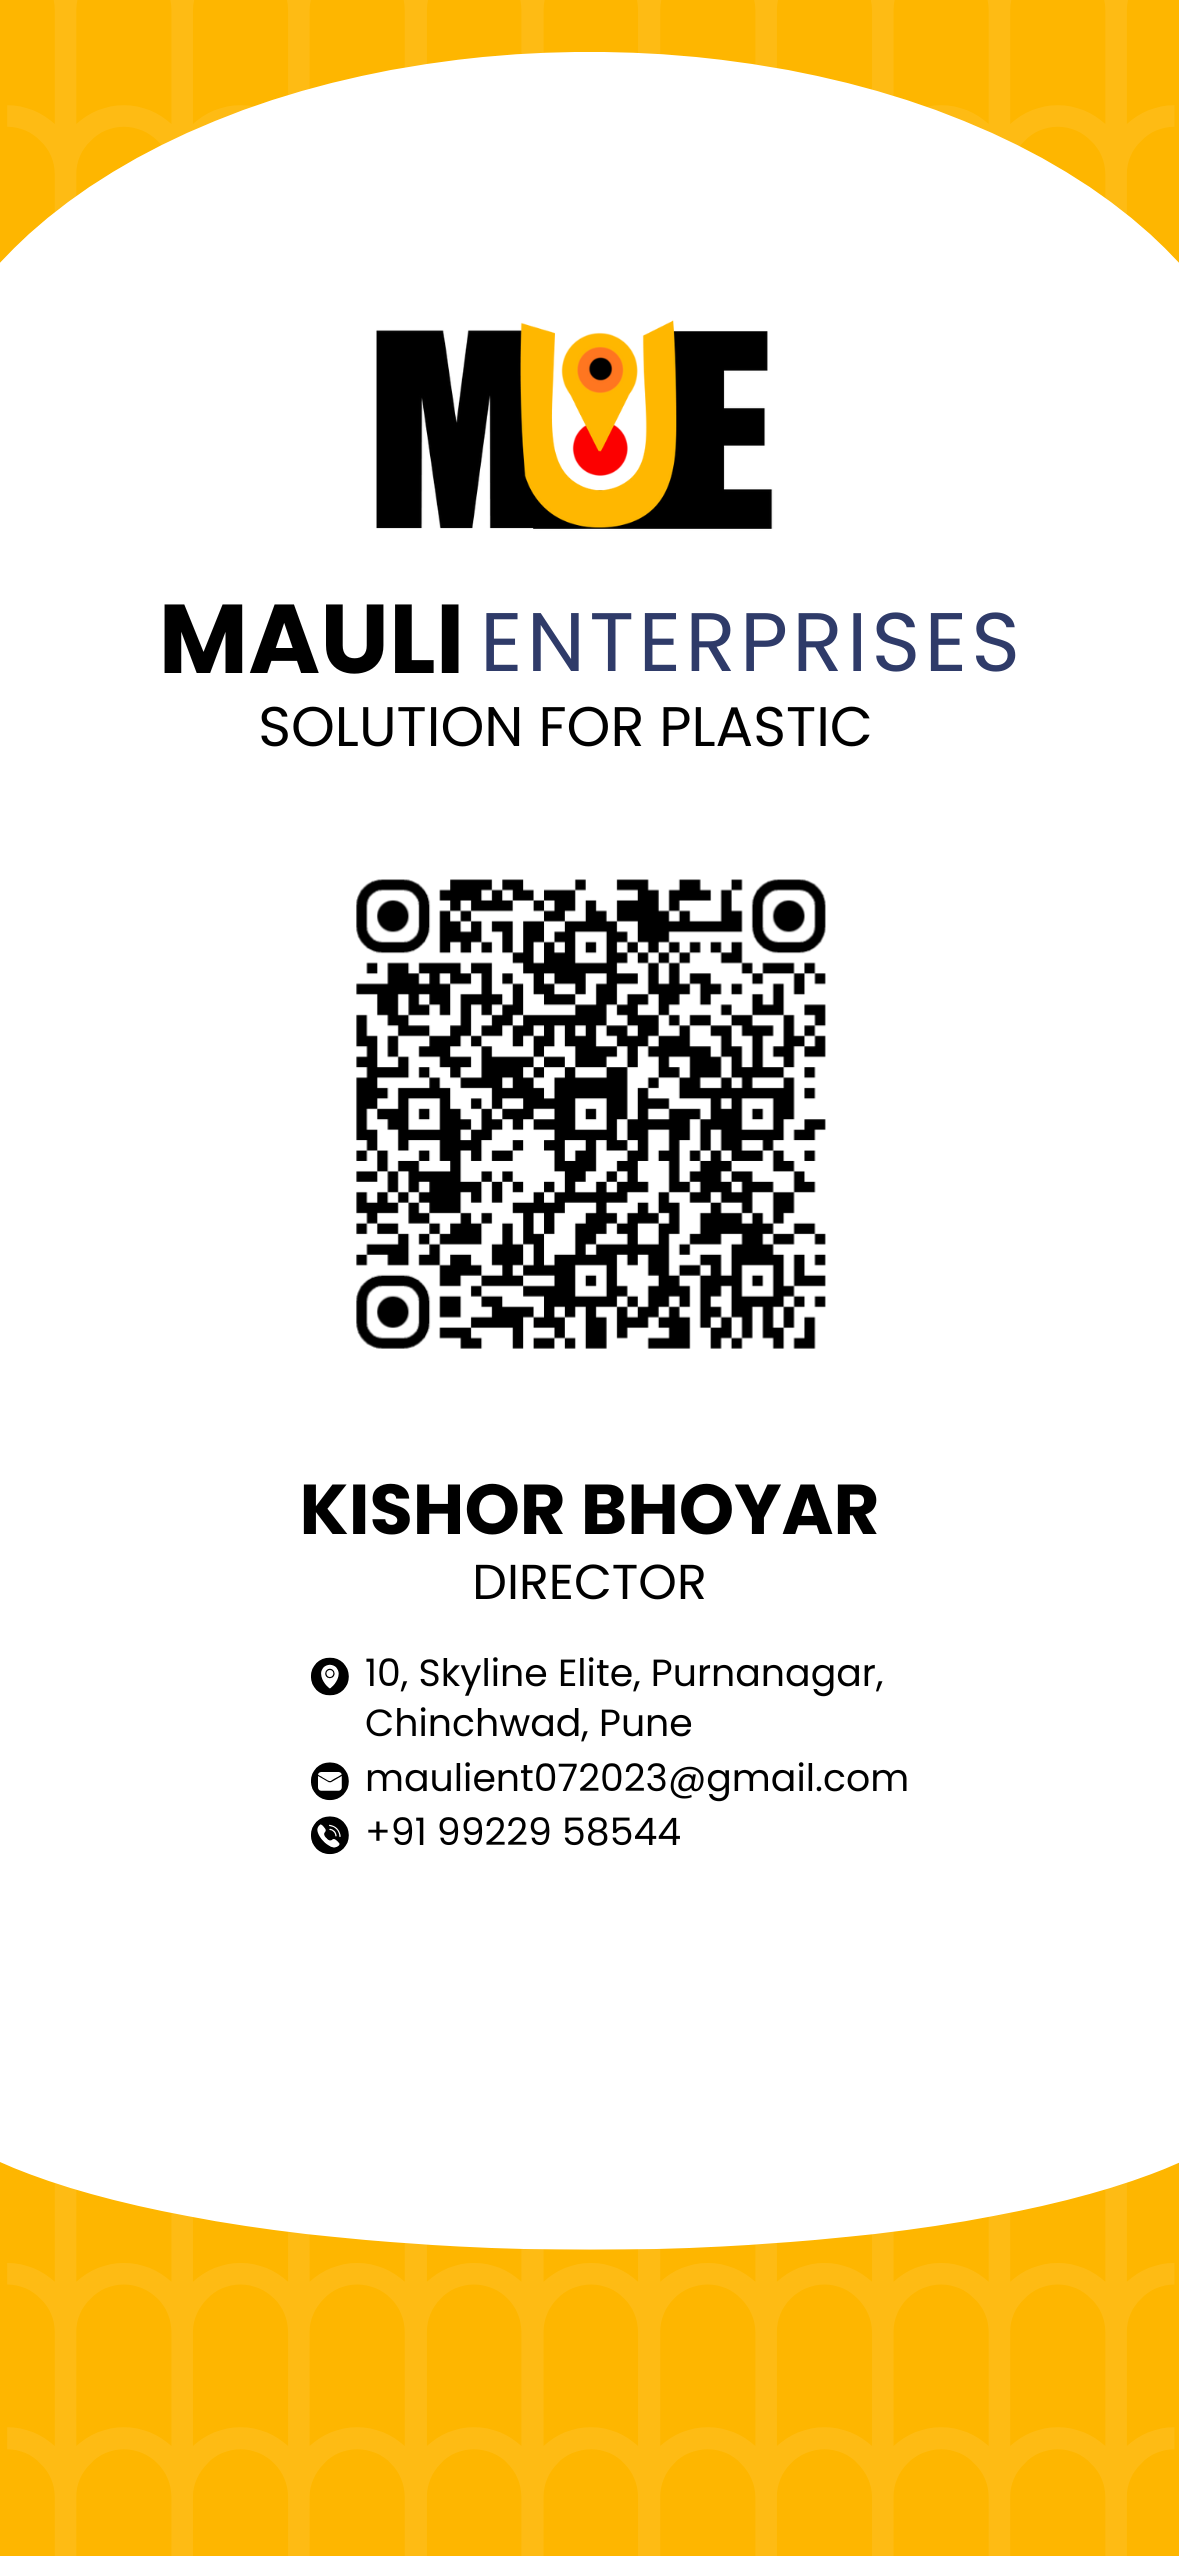 MUE
MAULI ENTERPRISES
SOLUTION FOR PLASTIC
KISHOR BHOYAR
DIRECTOR
10, Skyline Elite, Purnanagar,
Chinchwad, Pune
maulient072023@gmail.com
+91 99229 58544